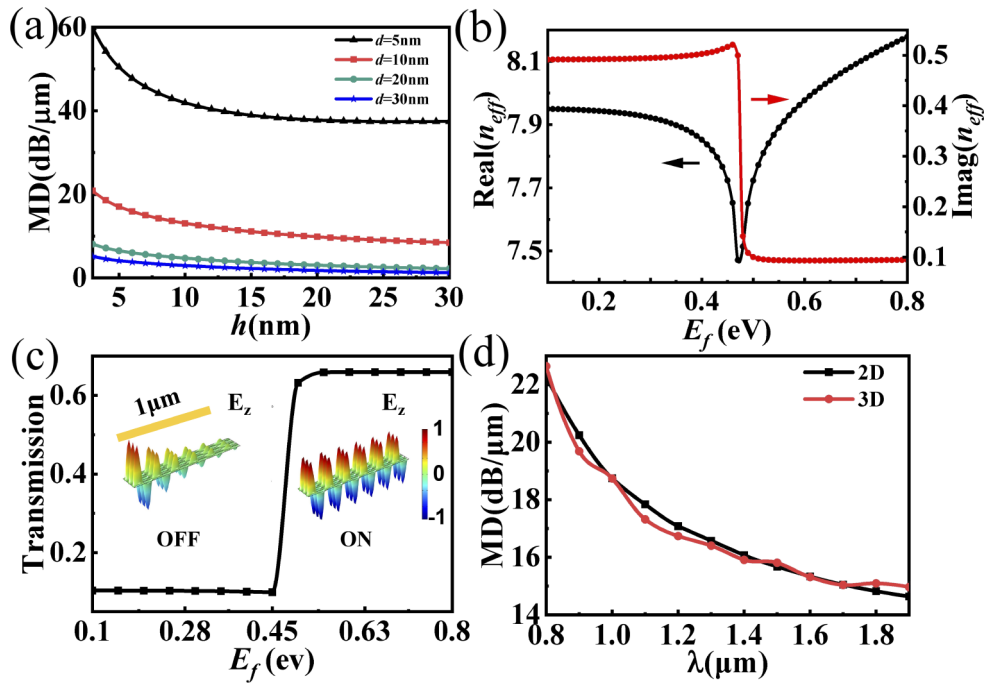 (a)
MD(dB/μm)
60
40
20
0
5
10
15
20
25
30
h(nm)
d=5nm
d=10nm
d=20nm
d=30nm
(b)
Real(neff)
8.1
7.9
7.7
7.5
0.2
0.4
0.6
0.8
Ef (eV)
0.5
0.4
0.3
0.2
0.1
Imag(neff)
(c)
Transmission
0.6
0.4
0.2
0.1
0.28
0.45
0.63
0.8
Ef (ev)
1μm
Ez
OFF
Ez
ON
1
0
-1
(d)
MD(dB/μm)
22
20
18
16
14
0.8
1.0
1.2
1.4
1.6
1.8
λ(μm)
2D
3D